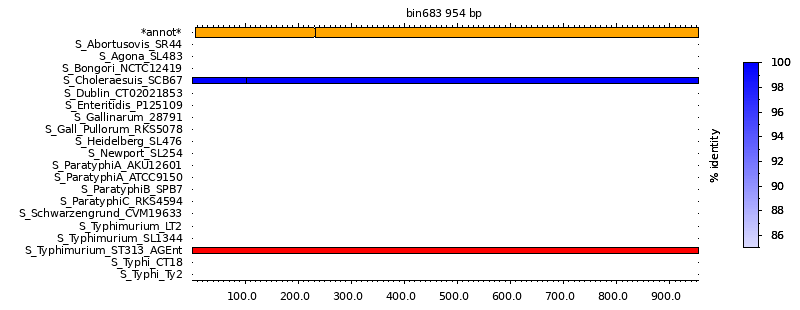 bin683 954 bp
*annot*
S_Abortusovis_SR44
S_Agona_SL483
S_Bongori_NCTC12419
S_Choleraesuis_SCB67
S_Dublin_CT02021853
S_Enteritidis_P125109
S_Gallinarum_28791
S_Gall_Pullorum_RKS5078
S_Heidelberg_SL476
S_Newport_SL254
S_ParatyphiA_AKU12601
S_ParatyphiA_ATCC9150
S_ParatyphiB_SPB7
S_ParatyphiC_RKS4594
S_Schwarzengrund_CVM19633
S_Typhimurium_LT2
S_Typhimurium_SL1344
S_Typhimurium_ST313_AGEnt
S_Typhi_CT18
S_Typhi_Ty2
100.0 200.0 300.0 400.0 500.0 600.0 700.0 800.0 900.0
% identity
100
98
96
94
92
90
88
86